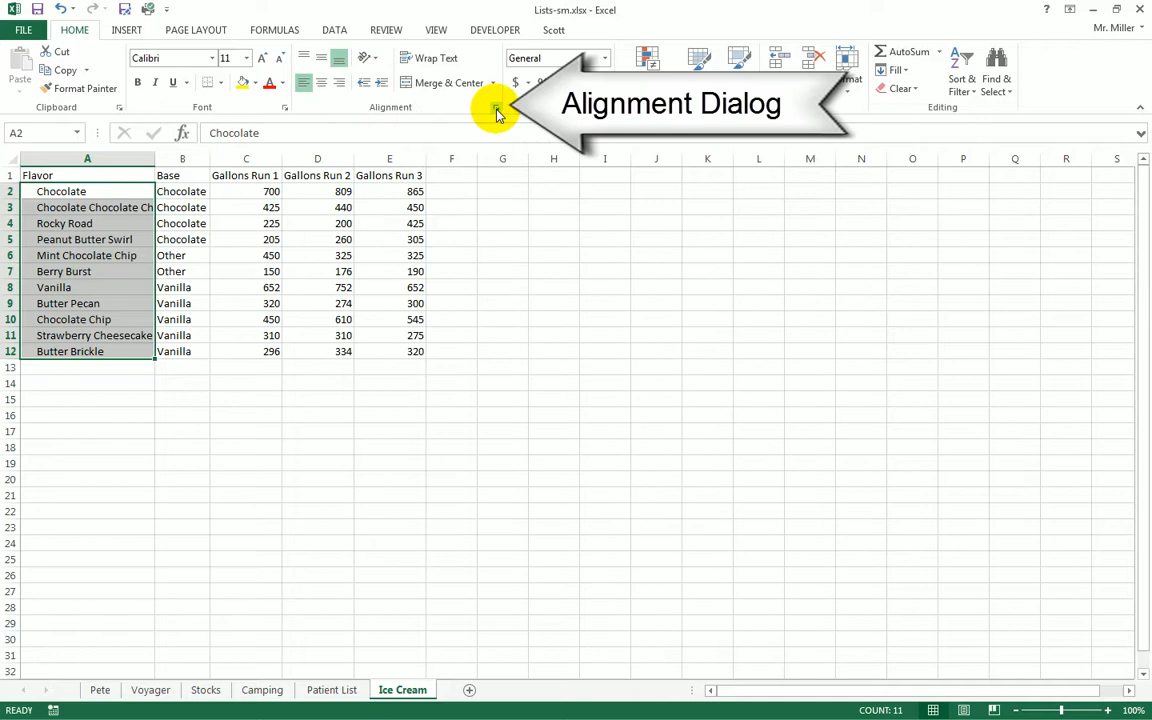 Lists-sm.xlsx - Excel
FILE HOME INSERT PAGE LAYOUT FORMULAS DATA REVIEW VIEW DEVELOPER Scott Mr. Miller
Paste Cut Copy Format Painter
Calibri 11
B I U A
Wrap Text
Merge & Center
General
$
AutoSum
Fill
Clear
Sort & Filter
Find & Select
Clipboard Font Alignment Editing
Alignment Dialog
A2 fx Chocolate
A B C D E F G H I J K L M N O P Q R S
1 Flavor Base Gallons Run 1 Gallons Run 2 Gallons Run 3
2 Chocolate Chocolate 700 809 865
3 Chocolate Chocolate Ch Chocolate 425 440 450
4 Rocky Road Chocolate 225 200 425
5 Peanut Butter Swirl Chocolate 205 260 305
6 Mint Chocolate Chip Other 450 325 325
7 Berry Burst Other 150 176 190
8 Vanilla Vanilla 652 752 652
9 Butter Pecan Vanilla 320 274 300
10 Chocolate Chip Vanilla 450 610 545
11 Strawberry Cheesecake Vanilla 310 310 275
12 Butter Brickle Vanilla 296 334 320
13
14
15
16
17
18
19
20
21
22
23
24
25
26
27
28
29
30
31
32
Pete Voyager Stocks Camping Patient List Ice Cream
READY COUNT: 11 100%